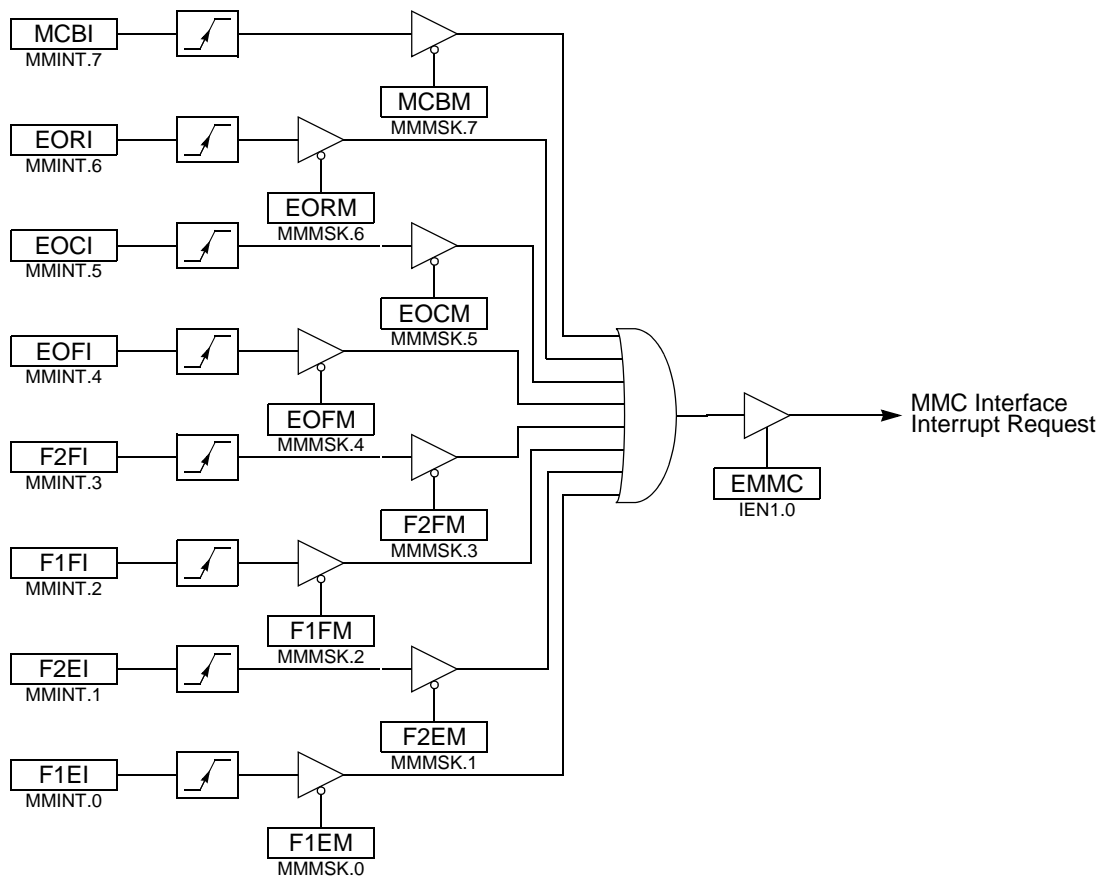 MCBI
MMINT.7
MCBM
MMMSK.7
EORI
MMINT.6
EORM
MMMSK.6
EOCI
MMINT.5
EOCM
MMMSK.5
EOFI
MMINT.4
EOFM
MMMSK.4
MMC Interface
Interrupt Request
EMMC
IEN1.0
F2FI
MMINT.3
F2FM
MMMSK.3
F1FI
MMINT.2
F1FM
MMMSK.2
F2EI
MMINT.1
F2EM
MMMSK.1
F1EI
MMINT.0
F1EM
MMMSK.0